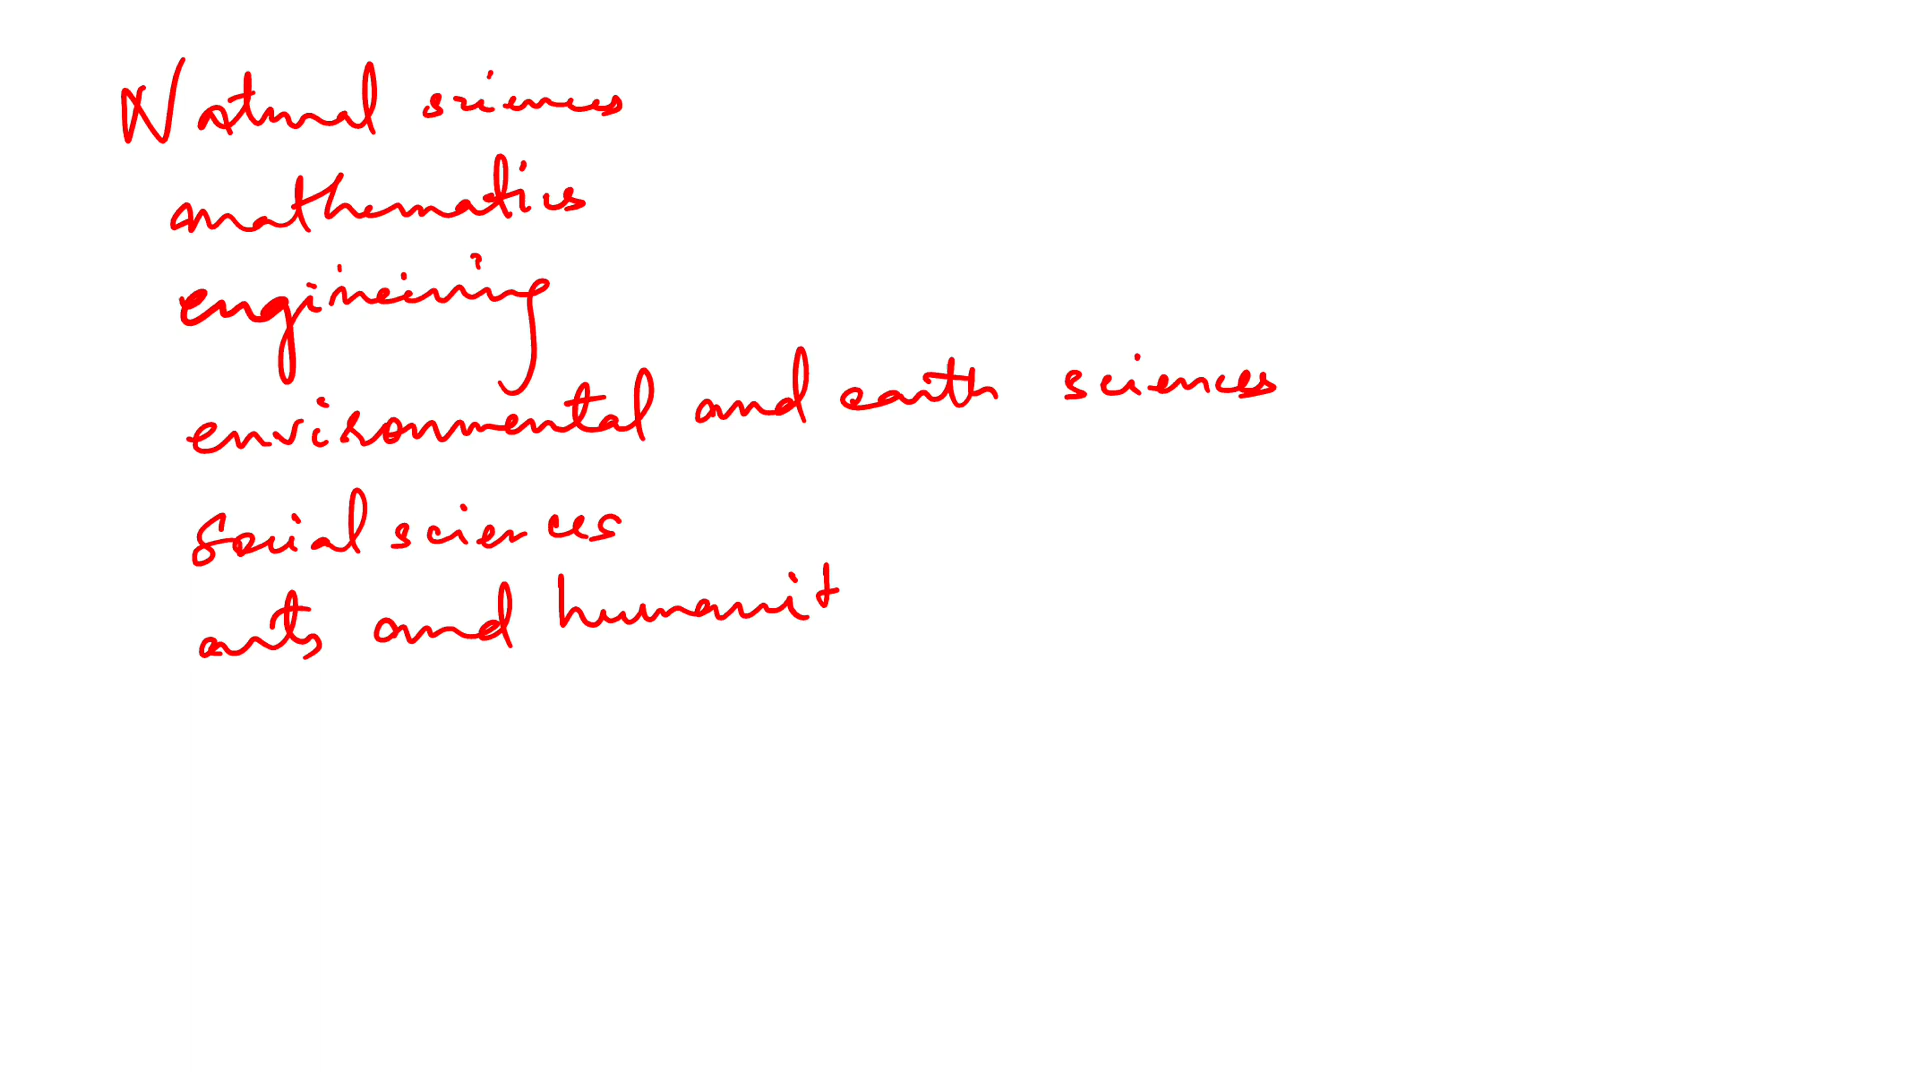 Natural sciences
mathematics
engineering
environmental and earth sciences
Social sciences
arts and humanit